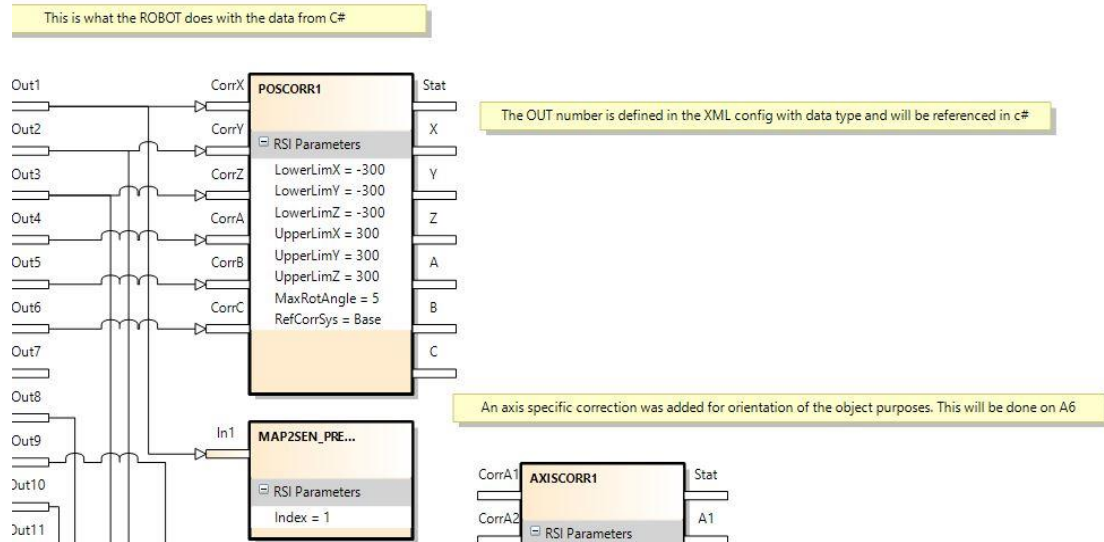 This is what the ROBOT does with the data from C#
Out1
Out2
Out3
Out4
Out5
Out6
Out7
Out8
Out9
Out10
Out11
CorrX
CorrY
CorrZ
CorrA
CorrB
CorrC
POSCORR1
RSI Parameters
LowerLimX = -300
LowerLimY = -300
LowerLimZ = -300
UpperLimX = 300
UpperLimY = 300
UpperLimZ = 300
MaxRotAngle = 5
RefCorrSys = Base
Stat
X
Y
Z
A
B
C
The OUT number is defined in the XML config with data type and will be referenced in c#
An axis specific correction was added for orientation of the object purposes. This will be done on A6
In1
MAP2SEN_PRE...
RSI Parameters
Index = 1
CorrA1
CorrA2
AXISCORR1
RSI Parameters
Stat
A1